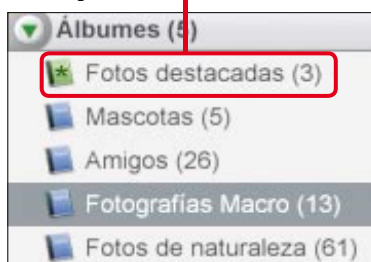 Álbumes (5)
Fotos destacadas (3)
Mascotas (5)
Amigos (26)
Fotografías Macro (13)
Fotos de naturaleza (61)